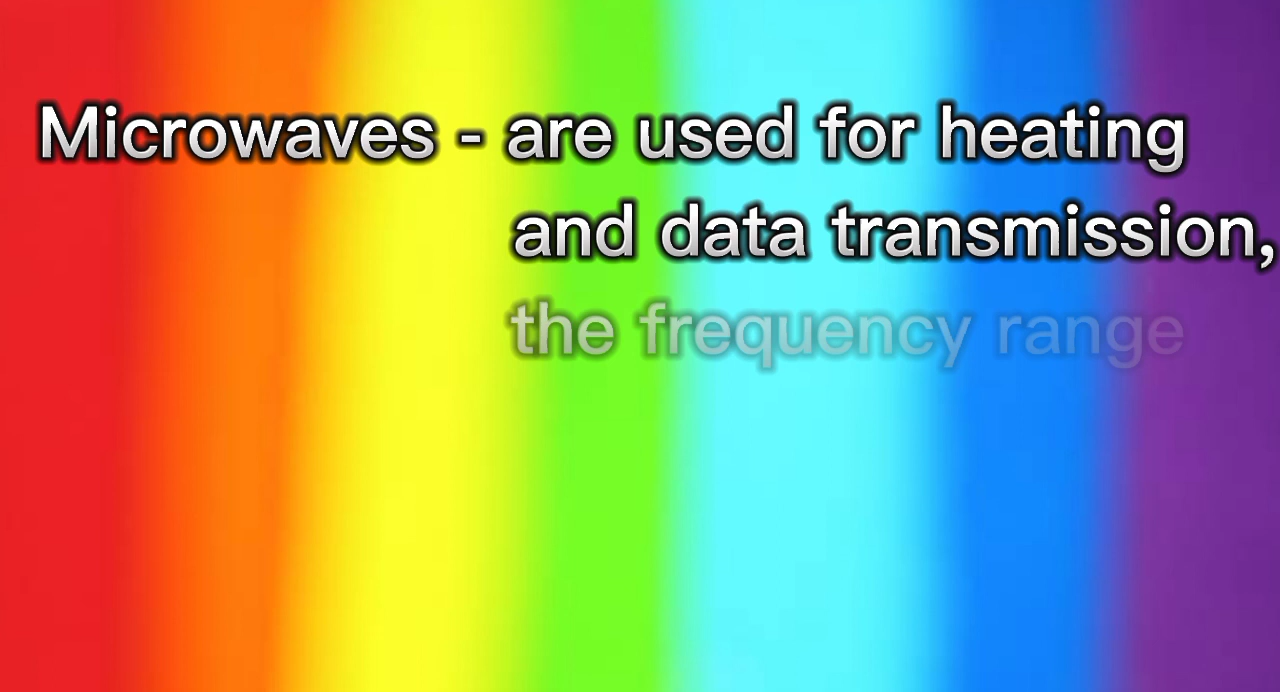 Microwaves - are used for heating
and data transmission,
the frequency range